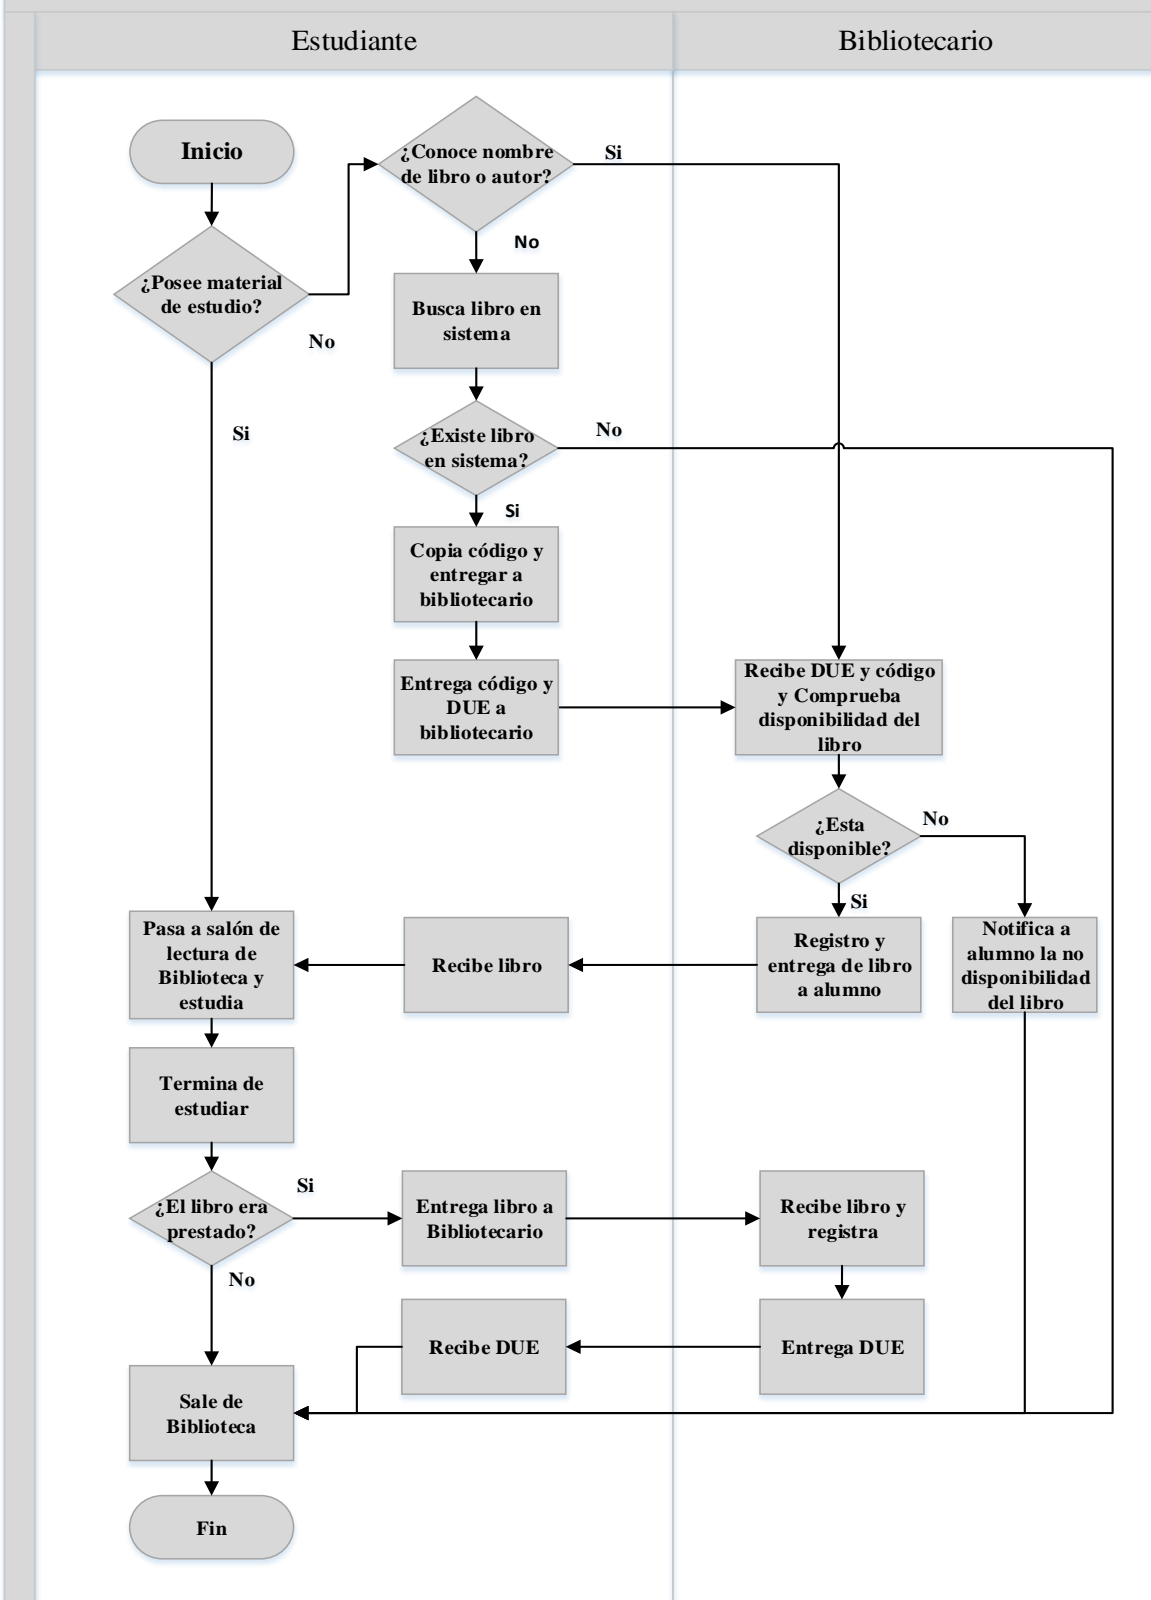 Estudiante
Bibliotecario
Inicio
¿Conoce nombre
de libro o autor?
Si
No
¿Posee material
de estudio?
No
Si
Busca libro en
sistema
¿Existe libro
en sistema?
No
Si
Copia código y
entregar a
bibliotecario
Entrega código y
DUE a
bibliotecario
Recibe DUE y código
y Comprueba
disponibilidad del
libro
¿Esta
disponible?
No
Si
Pasa a salón de
lectura de
Biblioteca y
estudia
Recibe libro
Registro y
entrega de libro
a alumno
Notifica a
alumno la no
disponibilidad
del libro
Termina de
estudiar
¿El libro era
prestado?
Si
No
Entrega libro a
Bibliotecario
Recibe libro y
registra
Recibe DUE
Entrega DUE
Sale de
Biblioteca
Fin